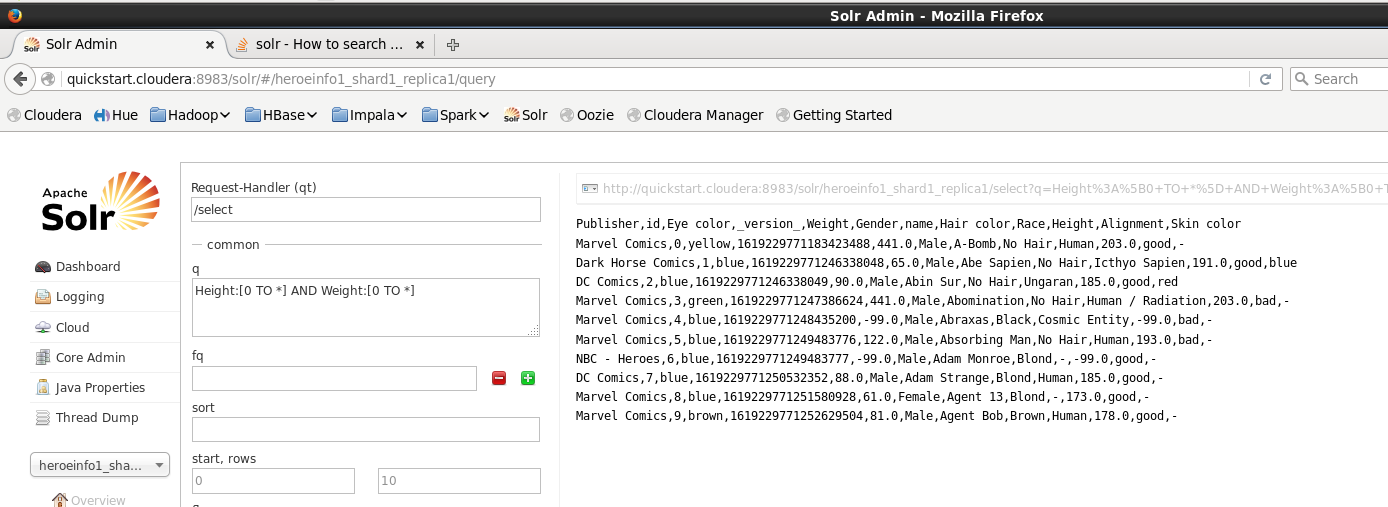 Solr Admin - Mozilla Firefox
Solr Admin
solr - How to search ...
quickstart.cloudera:8983/solr/#/heroeinfo1_shard1_replica1/query
Search
Cloudera Hue Hadoop HBase Impala Spark Solr Oozie Cloudera Manager Getting Started
Apache
Solr
Dashboard
Logging
Cloud
Core Admin
Java Properties
Thread Dump
heroeinfo1_sha...
Overview
Request-Handler (qt)
/select
common
q
Height:[0 TO *] AND Weight:[0 TO *]
fq
sort
start, rows
0 10
http://quickstart.cloudera:8983/solr/heroeinfo1_shard1_replica1/select?q=Height%3A%5B0+TO+*%5D+AND+Weight%3A%5B0+T
Publisher,id,Eye color,_version_,Weight,Gender,name,Hair color,Race,Height,Alignment,Skin color
Marvel Comics,0,yellow,1619229771183423488,441.0,Male,A-Bomb,No Hair,Human,203.0,good,-
Dark Horse Comics,1,blue,1619229771246338048,65.0,Male,Abe Sapien,No Hair,Icthyo Sapien,191.0,good,blue
DC Comics,2,blue,1619229771246338049,90.0,Male,Abin Sur,No Hair,Ungaran,185.0,good,red
Marvel Comics,3,green,1619229771247386624,441.0,Male,Abomination,No Hair,Human / Radiation,203.0,bad,-
Marvel Comics,4,blue,1619229771248435200,-99.0,Male,Abraxas,Black,Cosmic Entity,-99.0,bad,-
Marvel Comics,5,blue,1619229771249483776,122.0,Male,Absorbing Man,No Hair,Human,193.0,bad,-
NBC - Heroes,6,blue,1619229771249483777,-99.0,Male,Adam Monroe,Blond,-,-99.0,good,-
DC Comics,7,blue,1619229771250532352,88.0,Male,Adam Strange,Blond,Human,185.0,good,-
Marvel Comics,8,blue,1619229771251580928,61.0,Female,Agent 13,Blond,-,173.0,good,-
Marvel Comics,9,brown,1619229771252629504,81.0,Male,Agent Bob,Brown,Human,178.0,good,-